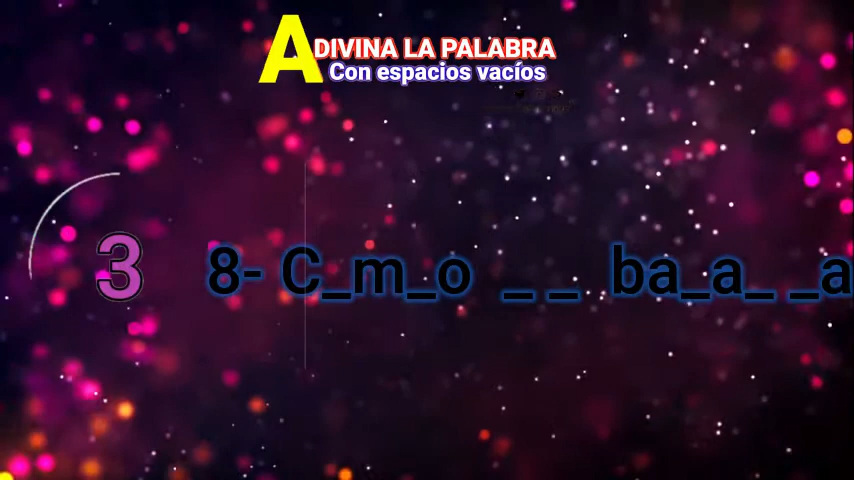 ADIVINA LA PALABRA
Con espacios vacíos
3
8- C_m_o _ _ ba_a_ _a